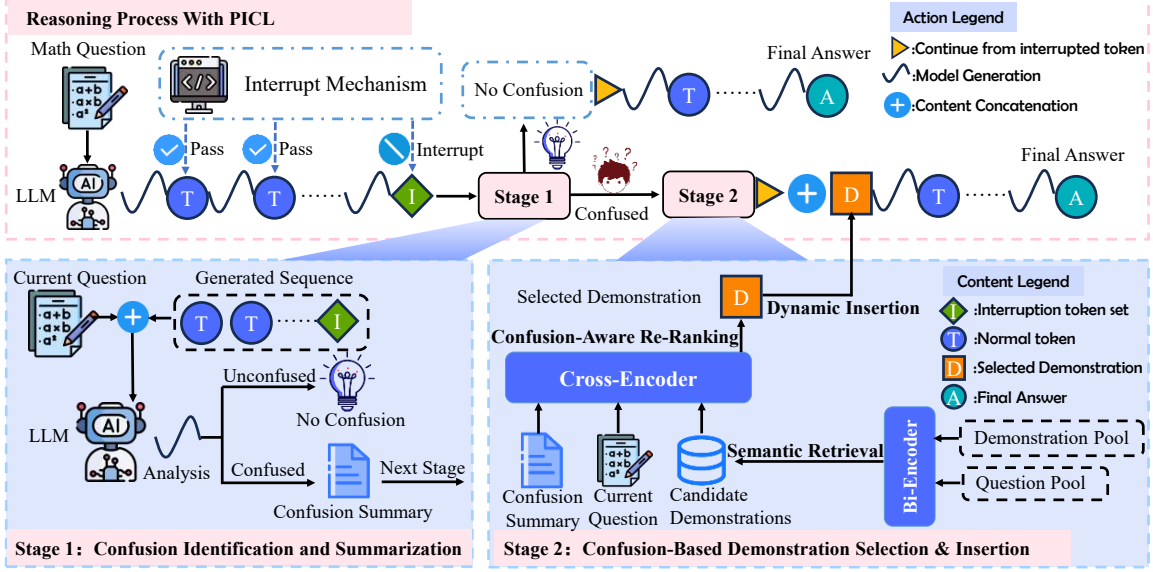 Reasoning Process With PICL
Math Question
a+b
a×b
a²
Interrupt Mechanism
Pass
Pass
Interrupt
LLM
AI
T
T
I
Stage 1
No Confusion
T
Final Answer
A
Confused
Stage 2
D
T
Final Answer
A
Action Legend
:Continue from interrupted token
:Model Generation
:Content Concatenation
Current Question
a+b
a×b
a²
Generated Sequence
T
T
I
LLM
AI
Analysis
Unconfused
No Confusion
Confused
Next Stage
Confusion Summary
Stage 1: Confusion Identification and Summarization
Selected Demonstration
D
Dynamic Insertion
Confusion-Aware Re-Ranking
Cross-Encoder
Confusion
Summary
a+b
a×b
a²
Current
Question
Candidate
Demonstrations
Semantic Retrieval
Bi-Encoder
Demonstration Pool
Question Pool
Content Legend
I :Interruption token set
T :Normal token
D :Selected Demonstration
A :Final Answer
Stage 2: Confusion-Based Demonstration Selection & Insertion